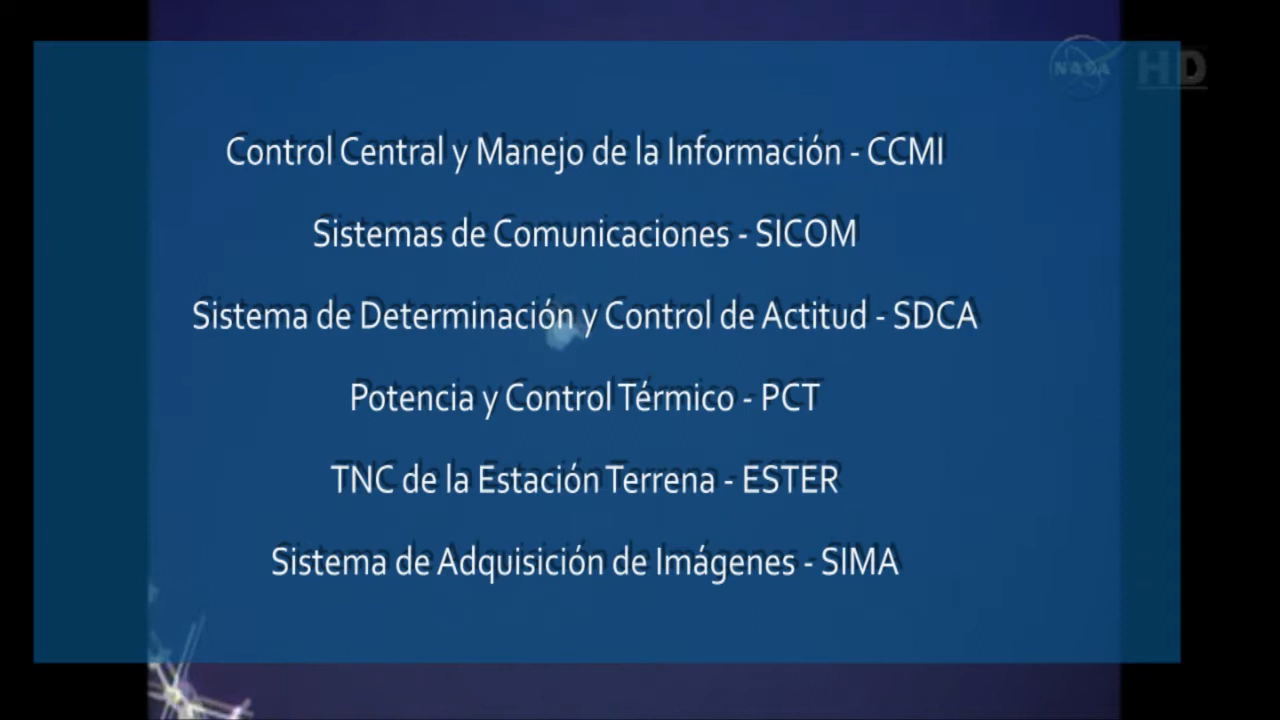 NASA HD
Control Central y Manejo de la Información - CCMI
Sistemas de Comunicaciones - SICOM
Sistema de Determinación y Control de Actitud - SDCA
Potencia y Control Térmico - PCT
TNC de la Estación Terrena - ESTER
Sistema de Adquisición de Imágenes - SIMA